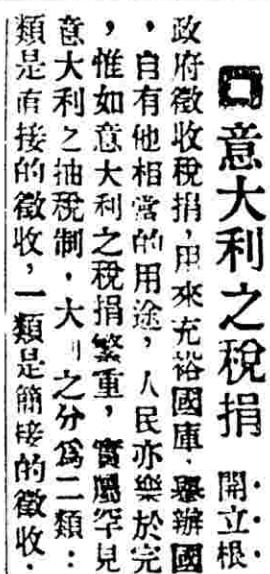 意大利之稅捐 開立根
政府徵收稅捐，用來充裕國庫．舉辦國
，自有他相當的用途，人民亦樂於完
，惟如意大利之稅捐繁重，實屬罕見
意大利之抽稅制．大 之分爲二類：
類是直接的徵收，一類是簡接的徵收．